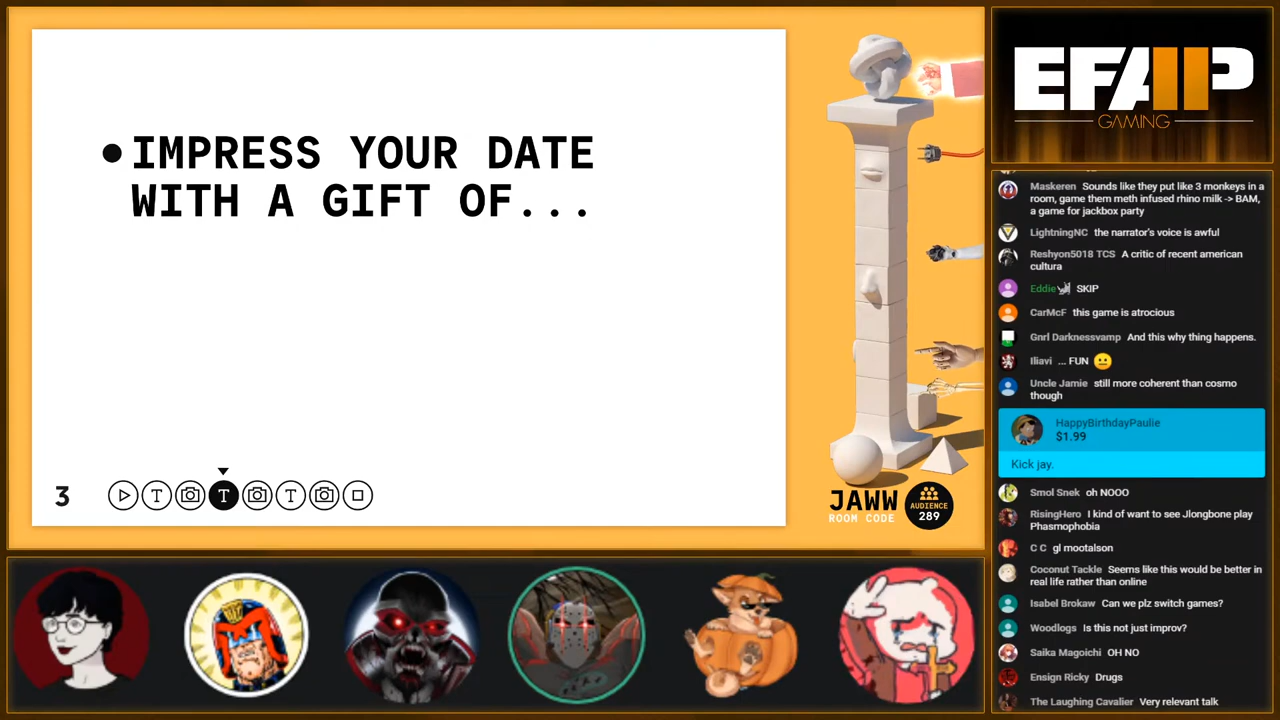 ●IMPRESS YOUR DATE
WITH A GIFT OF...
3
T
T
T
JAWW
ROOM CODE
AUDIENCE
289
EFAP
GAMING
Maskeren Sounds like they put like 3 monkeys in a
room, game them meth infused rhino milk -> BAM,
a game for jackbox party
LightningNC the narrator's voice is awful
Reshyon5018 TCS A critic of recent american
cultura
Eddie SKIP
CarMcF this game is atrocious
Gnrl Darknessvamp And this why thing happens.
Iliavi ... FUN 😐
Uncle Jamie still more coherent than cosmo
though
HappyBirthdayPaulie
$1.99
Kick jay.
Smol Snek oh NOOO
RisingHero I kind of want to see Jlongbone play
Phasmophobia
C C gl mootalson
Coconut Tackle Seems like this would be better in
real life rather than online
Isabel Brokaw Can we plz switch games?
Woodlogs Is this not just improv?
Saika Magoichi OH NO
Ensign Ricky Drugs
The Laughing Cavalier Very relevant talk